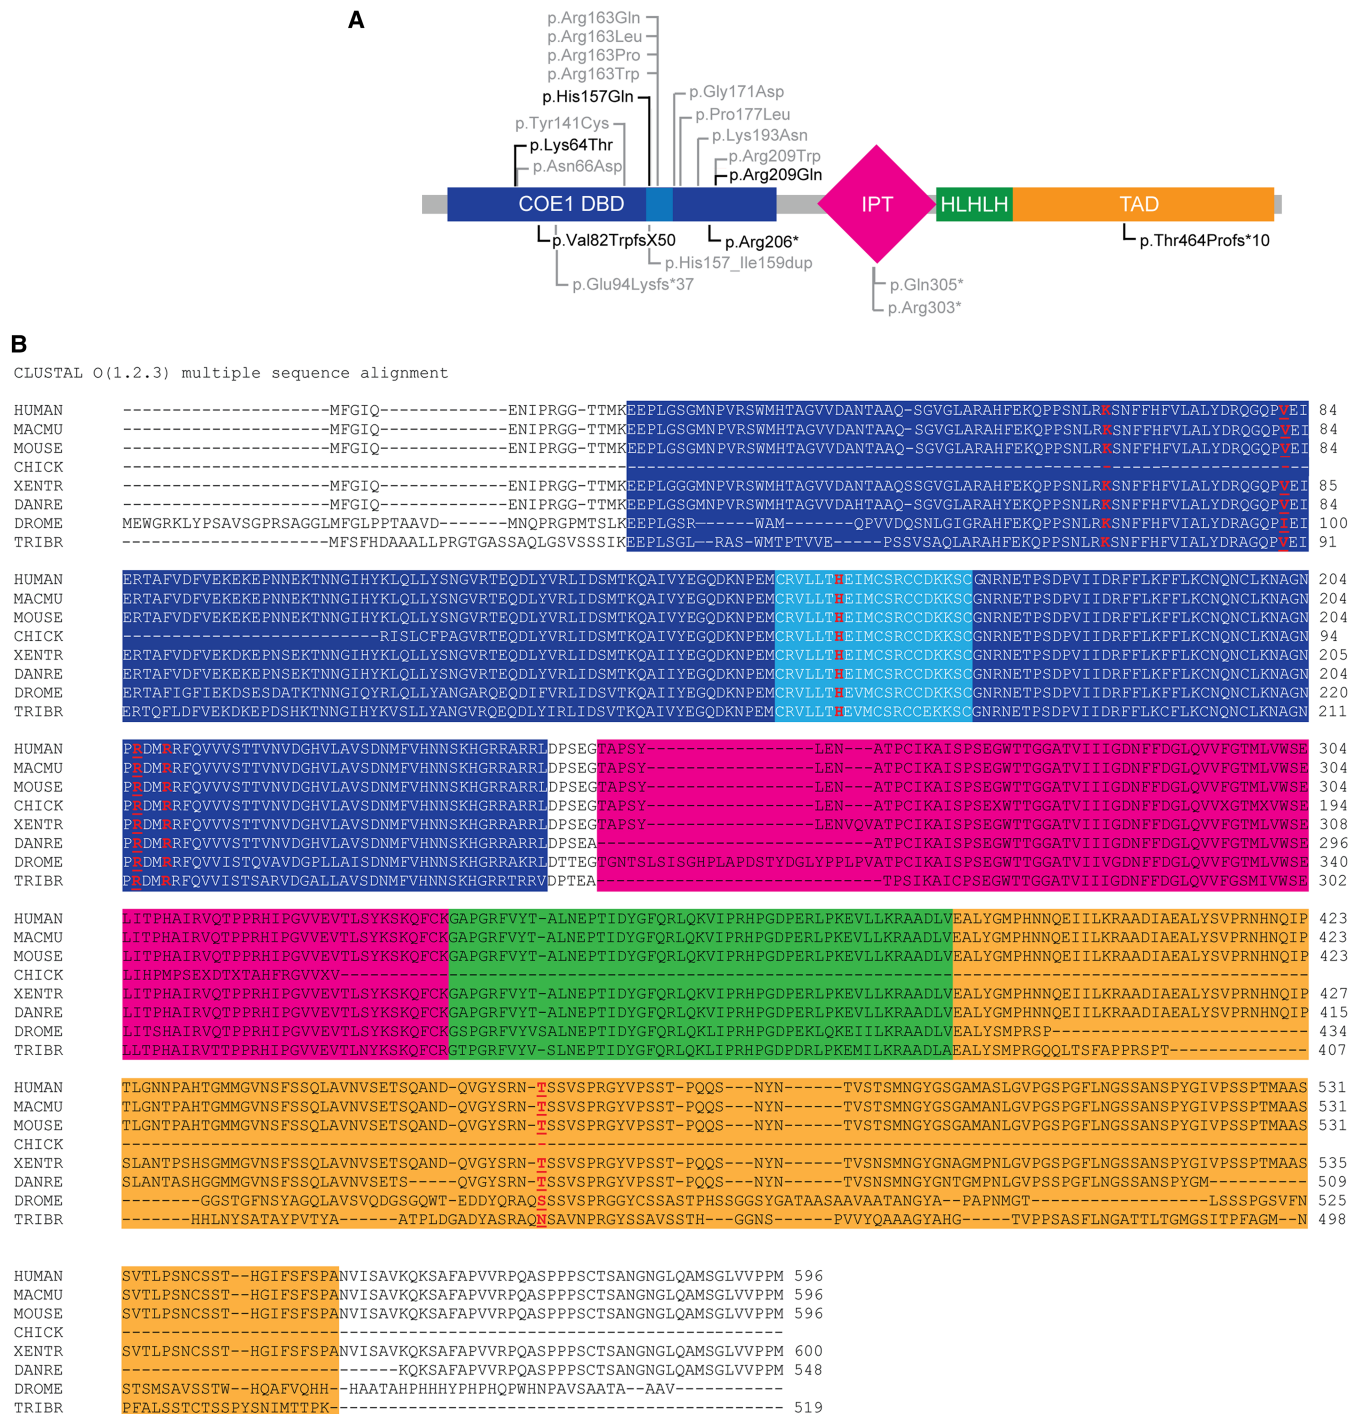 A
p.Arg163Gln
p.Arg163Leu
p.Arg163Pro
p.Arg163Trp
p.His157Gln
p.Gly171Asp
p.Pro177Leu
p.Tyr141Cys
p.Lys193Asn
p.Lys64Thr
p.Arg209Trp
p.Asn66Asp
p.Arg209Gln
COE1 DBD
IPT
HLHLH
TAD
p.Val82TrpfsX50
p.Arg206*
p.Thr464Profs*10
p.His157_Ile159dup
p.Glu94Lysfs*37
p.Gln305*
p.Arg303*
B
CLUSTAL O(1.2.3) multiple sequence alignment
HUMAN ---------------------MFGIQ-------------ENIPRGG-TTMKEEPLGSGMNPVRSWMHTAGVVDANTAAQ-SGVGLARAHFEKQPPSNLRKSNFFHFVLALYDRQGQPVEI 84
MACMU ---------------------MFGIQ-------------ENIPRGG-TTMKEEPLGSGMNPVRSWMHTAGVVDANTAAQ-SGVGLARAHFEKQPPSNLRKSNFFHFVLALYDRQGQPVEI 84
MOUSE ---------------------MFGIQ-------------ENIPRGG-TTMKEEPLGSGMNPVRSWMHTAGVVDANTAAQ-SGVGLARAHFEKQPPSNLRKSNFFHFVLALYDRQGQPVEI 84
CHICK ------------------------------------------------------------------------------------------------------------------------
XENTR ---------------------MFGIQ-------------ENIPRGG-TTMKEEPLGGGMNPVRSWMHTAGVVDANTAAQSSGVGLARAHFEKQPPSNLRKSNFFHFVLALYDRQGQPVEI 85
DANRE ---------------------MFGIQ-------------ENIPRGG-TTMKEEPLGSGMNPVRSWMHTAGVVDAHTAAQ-SGVGLARAHYEKQPPSNLRKSNFFHFVLALYDRQGQPVEI 84
DROME MEWGRKLYPSAVSGPRSAGGLMFGLPPTAAVD-------MNQPRGPMTSLKEEPLGSR------WAM-------QPVVDQSNLGIGRAHFEKQPPSNLRKSNFFHFVIALYDRAGQPIEI 100
TRIBR ---------------------MFSFHDAAALLPRGTGASSAQLGSVSSSIKEEPLSGL--RAS-WMTPTVVE-----PSSVSAQLARAHFEKQPPSNLRKSNFFHFVLALYDRAGQPVEI 91
HUMAN ERTAFVDFVEKEKEPNNEKTNNGIHYKLQLLYSNGVRTEQDLYVRLIDSMTKQAIVYEGQDKNPEMCRVLLTHEIMCSRCCDKKSCGNRNETPSDPVIIDRFFLKFFLKCNQNCLKNAGN 204
MACMU ERTAFVDFVEKEKEPNNEKTNNGIHYKLQLLYSNGVRTEQDLYVRLIDSMTKQAIVYEGQDKNPEMCRVLLTHEIMCSRCCDKKSCGNRNETPSDPVIIDRFFLKFFLKCNQNCLKNAGN 204
MOUSE ERTAFVDFVEKEKEPNNEKTNNGIHYKLQLLYSNGVRTEQDLYVRLIDSMTKQAIVYEGQDKNPEMCRVLLTHEIMCSRCCDKKSCGNRNETPSDPVIIDRFFLKFFLKCNQNCLKNAGN 204
CHICK --------------------------RISLCFPAGVRTEQDLYVRLIDSMTKQAIVYEGQDKNPEMCRVLLTHEIMCSRCCDKKSCGNRNETPSDPVIIDRFFLKFFLKCNQNCLKNAGN 94
XENTR ERTAFVDFVEKEKEPNSEKTNNGIHYKLQLLYSNGVRTEQDLYVRLIDSMTKQAIIYEGQDKNPEMCRVLLTHEIMCSRCCDKKSCGNRNETPSDPVIIDRFFLKFFLKCNQNCLKNAGN 205
DANRE ERTAFVDFVEKEKEPNSEKTNNGIHYKLQLLYSNGVRTEQDLYVRLIDSMTKQAIIYEGQDKNPEMCRVLLTHEIMCSRCCDKKSCGNRNETPSDPVIIDRFFLKFFLKCNQNCLKNAGN 204
DROME ERTAFIGFIEKDSESDATKTNNGIQYRLQLLYANGARQEQDIFVRLIDSVTKQAIIYEGQDKNPEMCRVLLTHEVMCSRCCDKKSCGNRNETPSDPVIIDRFFLKFFLKCNQNCLKNAGN 220
TRIBR ERTQFLDFVEKDKEPDSHKTNNGIHYKVSLLYANGVRQEQDLYIRLIDSVTKQAIVYEGQDKNPEMCRVLLTHEVMCSRCCEKKSCGNRNETPSDPVIIDRFFLKCFLKCNQNCLKNAGN 211
HUMAN PRDMRRFQVVVSTTVNVDGHVLAVSDNMFVHNNSKHGRRARRLDPSEGTAPSY-----------------LEN---ATPCIKAISPSEGWTTGGATVIIIGDNFFDGLQVVFGTMLVWSE 304
MACMU PRDMRRFQVVVSTTVNVDGHVLAVSDNMFVHNNSKHGRRARRLDPSEGTAPSY-----------------LEN---ATPCIKAISPSEGWTTGGATVIIIGDNFFDGLQVVFGTMLVWSE 304
MOUSE PRDMRRFQVVVSTTVNVDGHVLAVSDNMFVHNNSKHGRRARRLDPSEGTAPSY-----------------LEN---ATPCIKAISPSEGWTTGGATVIIIGDNFFDGLQVVFGTMLVWSE 304
CHICK PRDMRRFQVVVSTTVNVDGHVLAVSDNMFVHNNSKHGRRARRLDPSEGTAPSY-----------------LEN---ATPCIKAISPSEXWTTGGATVIIIGDNFFDGLQVVXGTMXVWSE 194
XENTR PRDMRRFQVVVSTTVNVDGHVLAVSDNMFVHNNSKHGRRARRLDPSEGTAPSY-----------------LENVQVATPCIKAISPSEGWTTGGATVIIIGDNFFDGLQVVFGTMLVWSE 308
DANRE PRDMRRFQVVVSTTVNVDGHVLAVSDNMFVHNNSKHGRRARRLDPSEA----------------------------ATPCIKAISPSEGWTTGGATVIIIGDNFFDGLQVVFGTMLVWSE 296
DROME PRDMRRFQVVISTQVAVDGPLLAISDNMFVHNNSKHGRRAKRLDTTEGTGNTSLSISGHPLAPDSTYDGLYPPLPVATPCIKAISPSEGWTTGGATVIIVGDNFFDGLQVVFGTMLVWSE 340
TRIBR PRDMRRFQVVISTSARVDGALLAVSDNMFVHNNSKHGRRTRRVDPTEA-----------------------------TPSIKAICPSEGWTTGGATVIIIGDNFFDGLQVVFGSMIVWSE 302
HUMAN LITPHAIRVQTPPRHIPGVVEVTLSYKSKQFCKGAPGRFVYT-ALNEPTIDYGFQRLQKVIPRHPGDPERLPKEVLLKRAADLVEALYGMPHNNQEIILKRAADIAEALYSVPRNHNQIP 423
MACMU LITPHAIRVQTPPRHIPGVVEVTLSYKSKQFCKGAPGRFVYT-ALNEPTIDYGFQRLQKVIPRHPGDPERLPKEVLLKRAADLVEALYGMPHNNQEIILKRAADIAEALYSVPRNHNQIP 423
MOUSE LITPHAIRVQTPPRHIPGVVEVTLSYKSKQFCKGAPGRFVYT-ALNEPTIDYGFQRLQKVIPRHPGDPERLPKEVLLKRAADLVEALYGMPHNNQEIILKRAADIAEALYSVPRNHNQIP 423
CHICK LIHPMPSEXDTXTAHFRGVVXV--------------------------------------------------------------------------------------------------
XENTR LITPHAIRVQTPPRHIPGVVEVTLSYKSKQFCKGAPGRFVYT-ALNEPTIDYGFQRLQKVIPRHPGDPERLPKEVLLKRAADLVEALYGMPHNNQEIILKRAADIAEALYSVPRNHNQIP 427
DANRE LITPHAIRVQTPPRHIPGVVEVTLSYKSKQFCKGAPGRFVYT-ALNEPTIDYGFQRLQKVIPRHPGDPERLPKEVLLKRAADLVEALYGMPHNNQEIILKRAADIAEALYSVPRNHNQIP 415
DROME LITSHAIRVQTPPRHIPGVVEVTLSYKSKQFCKGSPGRFVYVSALNEPTIDYGFQRLQKLIPRHPGDPEKLQKEIILKRAADLVEALYSMPRSP-------------------------- 434
TRIBR LLTPHAIRVTTPPRHIPGVVEVTLNYKSKQFCRGTPGRFVYV-SLNEPTIDYGFQRLQKLIPRHPGDPDRLPKEMILKRAADLAEALYSMPRGQQLTSFAPPRSPT-------------- 407
HUMAN TLGNNPAHTGMMGVNSFSSQLAVNVSETSQAND-QVGYSRN-TSSVSPRGYVPSST-PQQS---NYN------TVSTSMNGYGSGAMASLGVPGSPGFLNGSSANSPYGIVPSSPTMAAS 531
MACMU TLGNTPAHTGMMGVNSFSSQLAVNVSETSQAND-QVGYSRN-TSSVSPRGYVPSST-PQQS---NYN------TVSTSMNGYGSGAMANLGVPGSPGFLNGSSANSPYGIVPSSPTMAAS 531
MOUSE TLGNTPAHTGMMGVNSFSSQLAVNVSETSQAND-QVGYSRN-TSSVSPRGYVPSST-PQQS---NYN------TVSTSMNGYGSGAMANLGVPGSPGFLNGSSANSPYGIVPSSPTMAAS 531
CHICK ------------------------------------------------------------------------------------------------------------------------
XENTR SLANTPSHSGMMGVNSFSSQLAVNVSETSQAND-QVGYSRN-TSSVSPRGYVPSST-PQQS---NYN------TVSNSMNGYGNAGMPNLGVPGSPGFLNGSSANSPYGIVPSSPTMAAS 535
DANRE SLANTASHGGMMGVNSFSSQLAVNVSETS-----QVGYSRN-TSSVSPRGYVPSST-PQQS---NYN------TVSTSMNGYGNTGMPNLGVPGSPGFLNGSSANSPYGM---------- 509
DROME --------GGSTGFNSYAGQLAVSVQDGSGQWT-EDDYQRAQSSSVSPRGGYCSSASTPHSSGGSYGATAASAAVAATANGYA--PAPNMGT------------------LSSSPGSVFN 525
TRIBR -------HHLNYSATAYPVTYA------ATPLDGADYASRAQNSAVNPRGYSSAVSSTH---GGNS------PVVYQAAAGYAHG-----TVPPSASFLNGATTLTGMGSITPFAGM--N 498
HUMAN SVTLPSNCSST--HGIFSFSPANVISAVKQKSAFAPVVRPQASPPPSCTSANGNGLQAMSGLVVPPM 596
MACMU SVTLPSNCSST--HGIFSFSPANVISAVKQKSAFAPVVRPQASPPPSCTSANGNGLQAMSGLVVPPM 596
MOUSE SVTLPSNCSST--HGIFSFSPANVISAVKQKSAFAPVVRPQASPPPSCTSANGNGLQAMSGLVVPPM 596
CHICK -------------------------------------------------------------------
XENTR SVTLPSNCSST--HGIFSFSPANVISAVKQKSAFAPVVRPQASPPPSCTSANGNGLQAMSGLVVPPM 600
DANRE ----------------------------KQKSAFAPVVRPQASPPPSCTSANGNGLQAMSGLVVPPM 548
DROME STSMSAVSSTW--HQAFVQHH--HAATAHPHHHYPHPHQPWHNPAVSAATA--AAV-----------
TRIBR PFALSSTCTSSPYSNIMTTPK---------------------------------------------- 519